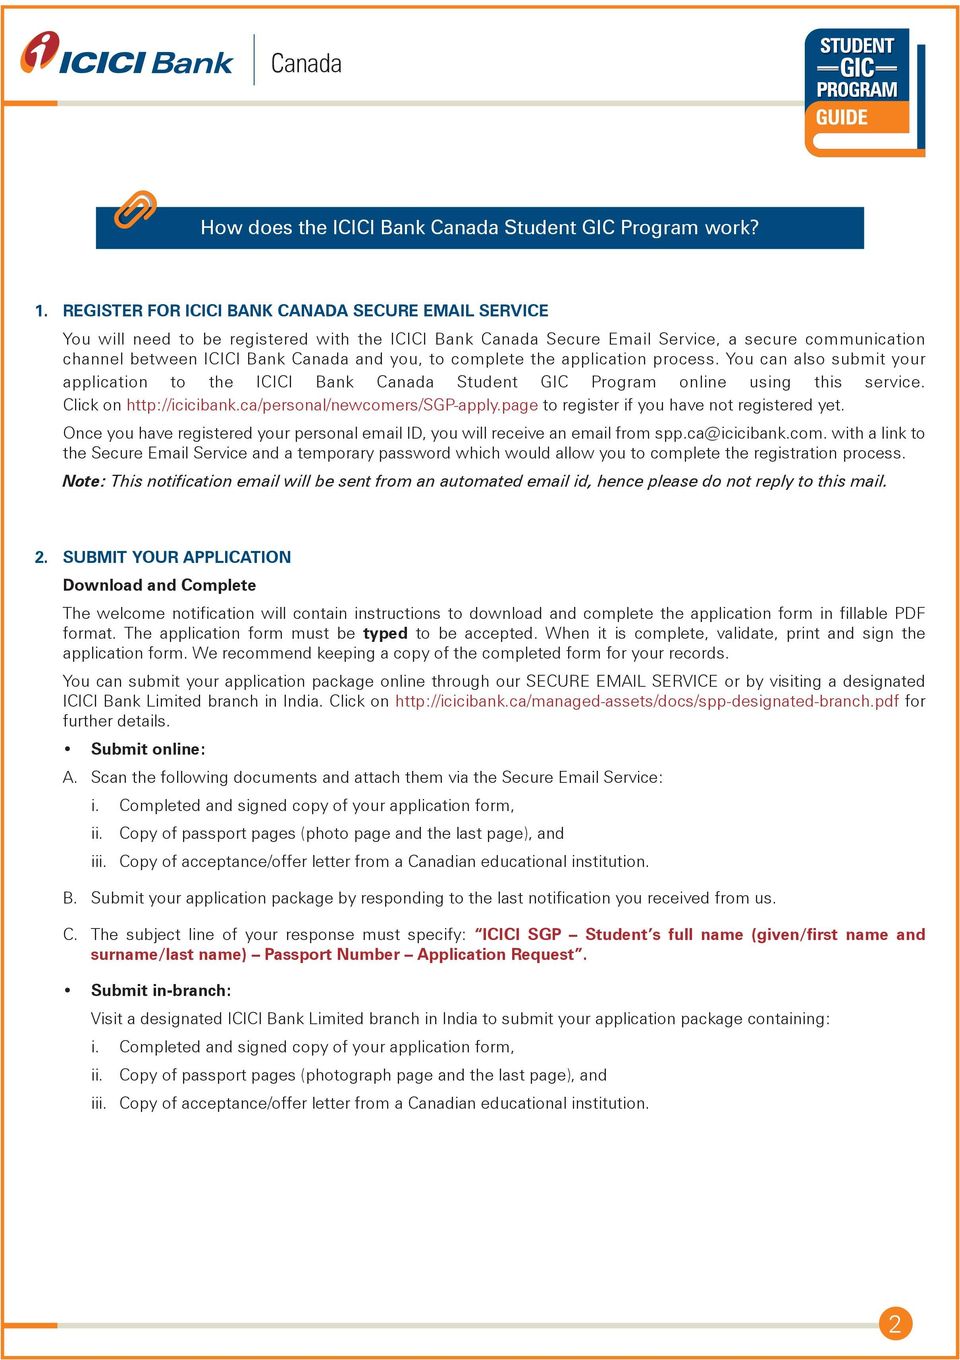 ICICI Bank Canada
STUDENT
GIC
PROGRAM
GUIDE
How does the ICICI Bank Canada Student GIC Program work?
1. REGISTER FOR ICICI BANK CANADA SECURE EMAIL SERVICE
You will need to be registered with the ICICI Bank Canada Secure Email Service, a secure communication
channel between ICICI Bank Canada and you, to complete the application process. You can also submit your
application to the ICICI Bank Canada Student GIC Program online using this service.
Click on http://icicibank.ca/personal/newcomers/SGP-apply.page to register if you have not registered yet.
Once you have registered your personal email ID, you will receive an email from spp.ca@icicibank.com. with a link to
the Secure Email Service and a temporary password which would allow you to complete the registration process.
Note: This notification email will be sent from an automated email id, hence please do not reply to this mail.
2. SUBMIT YOUR APPLICATION
Download and Complete
The welcome notification will contain instructions to download and complete the application form in fillable PDF
format. The application form must be typed to be accepted. When it is complete, validate, print and sign the
application form. We recommend keeping a copy of the completed form for your records.
You can submit your application package online through our SECURE EMAIL SERVICE or by visiting a designated
ICICI Bank Limited branch in India. Click on http://icicibank.ca/managed-assets/docs/spp-designated-branch.pdf for
further details.
• Submit online:
A. Scan the following documents and attach them via the Secure Email Service:
i. Completed and signed copy of your application form,
ii. Copy of passport pages (photo page and the last page), and
iii. Copy of acceptance/offer letter from a Canadian educational institution.
B. Submit your application package by responding to the last notification you received from us.
C. The subject line of your response must specify: "ICICI SGP – Student's full name (given/first name and
surname/last name) – Passport Number – Application Request".
• Submit in-branch:
Visit a designated ICICI Bank Limited branch in India to submit your application package containing:
i. Completed and signed copy of your application form,
ii. Copy of passport pages (photograph page and the last page), and
iii. Copy of acceptance/offer letter from a Canadian educational institution.
2